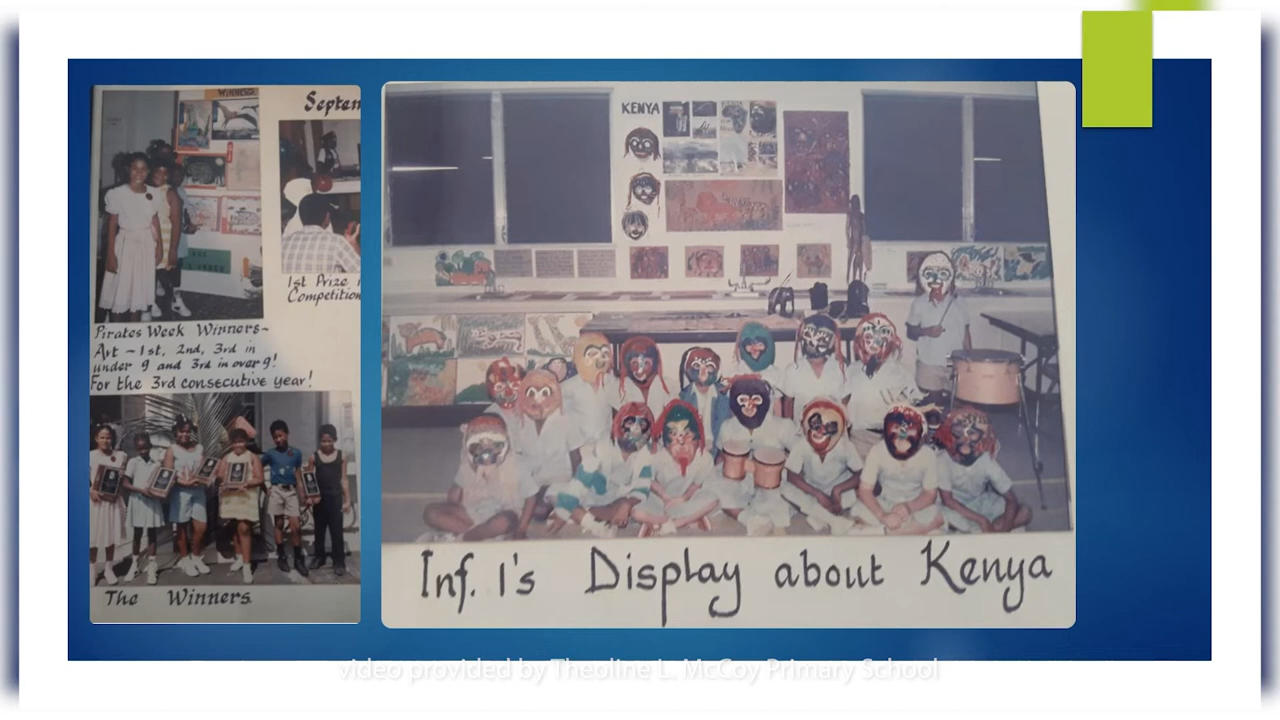 WINNERS
Septem
1st Prize i
Competition
Pirates Week Winners-
Art - 1st, 2nd, 3rd in
under 9 and 3rd in over 9!
For the 3rd consecutive year!
The Winners
KENYA
Inf. 1's Display about Kenya
video provided by Theoline L. McCoy Primary School